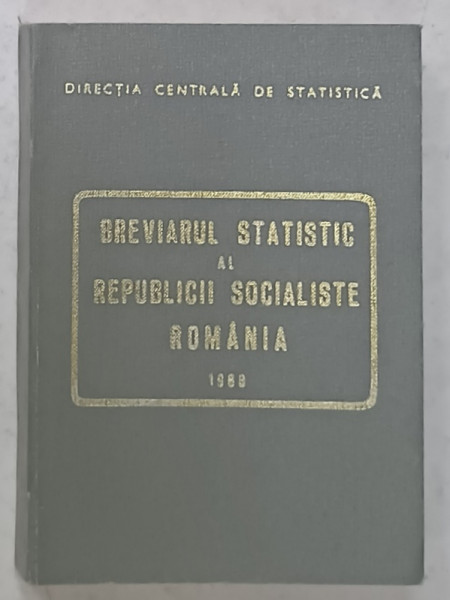 DIRECȚIA CENTRALĂ DE STATISTICĂ
BREVIARUL STATISTIC
AL
REPUBLICII SOCIALISTE
ROMÂNIA